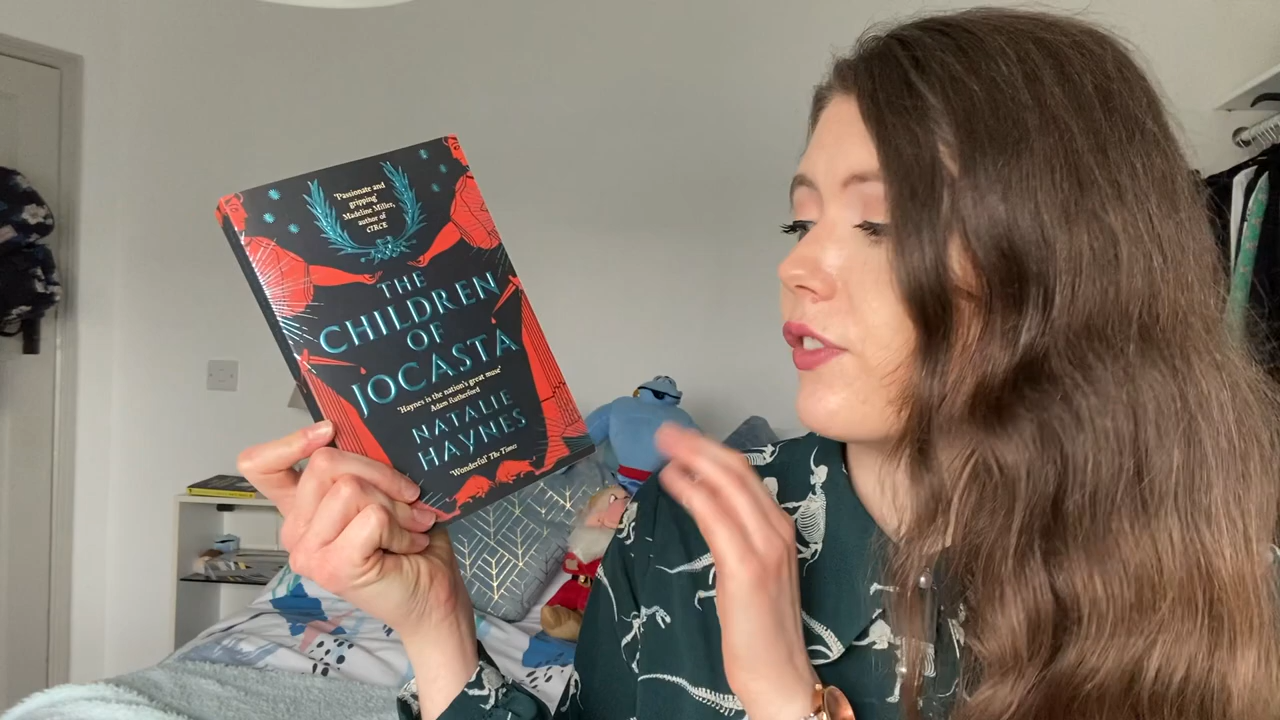 'Passionate and
gripping'
Madeline Miller,
author of
CIRCE
THE
CHILDREN
OF
JOCASTA
'Haynes is the nation's great muse'
Adam Rutherford
NATALIE
HAYNES
'Wonderful' The Times